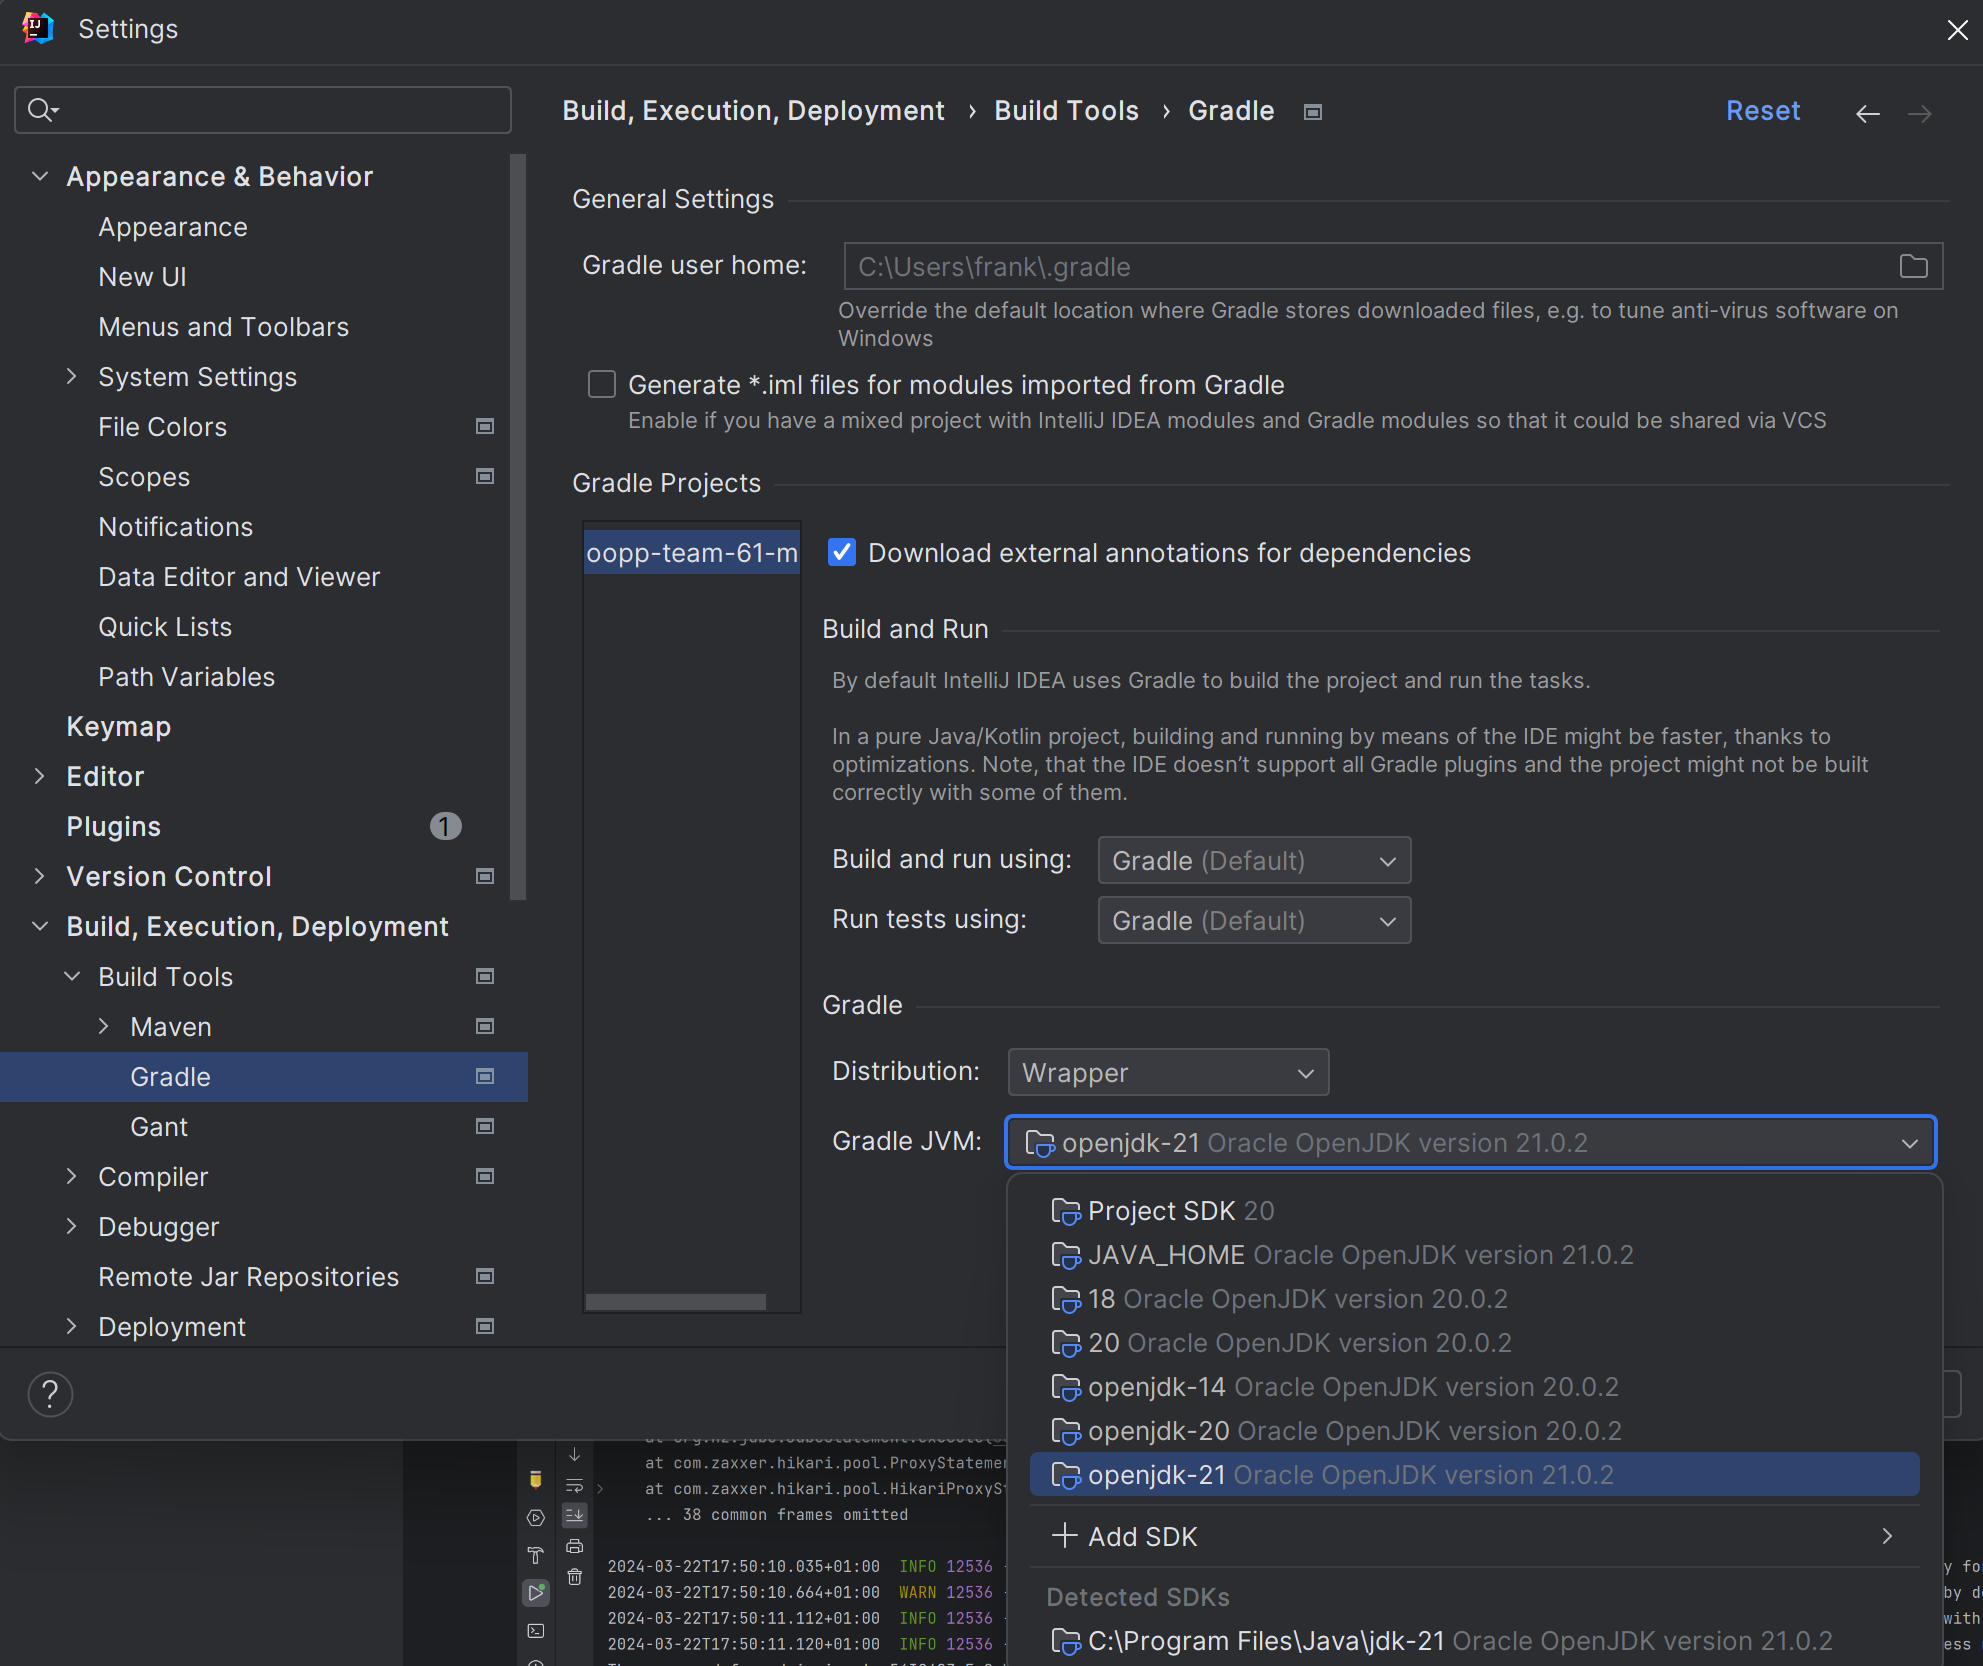 Settings
Build, Execution, Deployment › Build Tools › Gradle
Reset
Appearance & Behavior
Appearance
New UI
Menus and Toolbars
System Settings
File Colors
Scopes
Notifications
Data Editor and Viewer
Quick Lists
Path Variables
Keymap
Editor
Plugins 1
Version Control
Build, Execution, Deployment
Build Tools
Maven
Gradle
Gant
Compiler
Debugger
Remote Jar Repositories
Deployment
?
General Settings
Gradle user home: C:\Users\frank\.gradle
Override the default location where Gradle stores downloaded files, e.g. to tune anti-virus software on
Windows
Generate *.iml files for modules imported from Gradle
Enable if you have a mixed project with IntelliJ IDEA modules and Gradle modules so that it could be shared via VCS
Gradle Projects
oopp-team-61-m
Download external annotations for dependencies
Build and Run
By default IntelliJ IDEA uses Gradle to build the project and run the tasks.
In a pure Java/Kotlin project, building and running by means of the IDE might be faster, thanks to
optimizations. Note, that the IDE doesn't support all Gradle plugins and the project might not be built
correctly with some of them.
Build and run using: Gradle (Default)
Run tests using: Gradle (Default)
Gradle
Distribution: Wrapper
Gradle JVM: openjdk-21 Oracle OpenJDK version 21.0.2
Project SDK 20
JAVA_HOME Oracle OpenJDK version 21.0.2
18 Oracle OpenJDK version 20.0.2
20 Oracle OpenJDK version 20.0.2
openjdk-14 Oracle OpenJDK version 20.0.2
openjdk-20 Oracle OpenJDK version 20.0.2
openjdk-21 Oracle OpenJDK version 21.0.2
Add SDK
Detected SDKs
C:\Program Files\Java\jdk-21 Oracle OpenJDK version 21.0.2
at com.zaxxer.hikari.pool.ProxyStatemen
at com.zaxxer.hikari.pool.HikariProxySt
... 38 common frames omitted
2024-03-22T17:50:10.035+01:00 INFO 12536 -
2024-03-22T17:50:10.664+01:00 WARN 12536 -
2024-03-22T17:50:11.112+01:00 INFO 12536 -
2024-03-22T17:50:11.120+01:00 INFO 12536 -
y fo
by d
with
ess